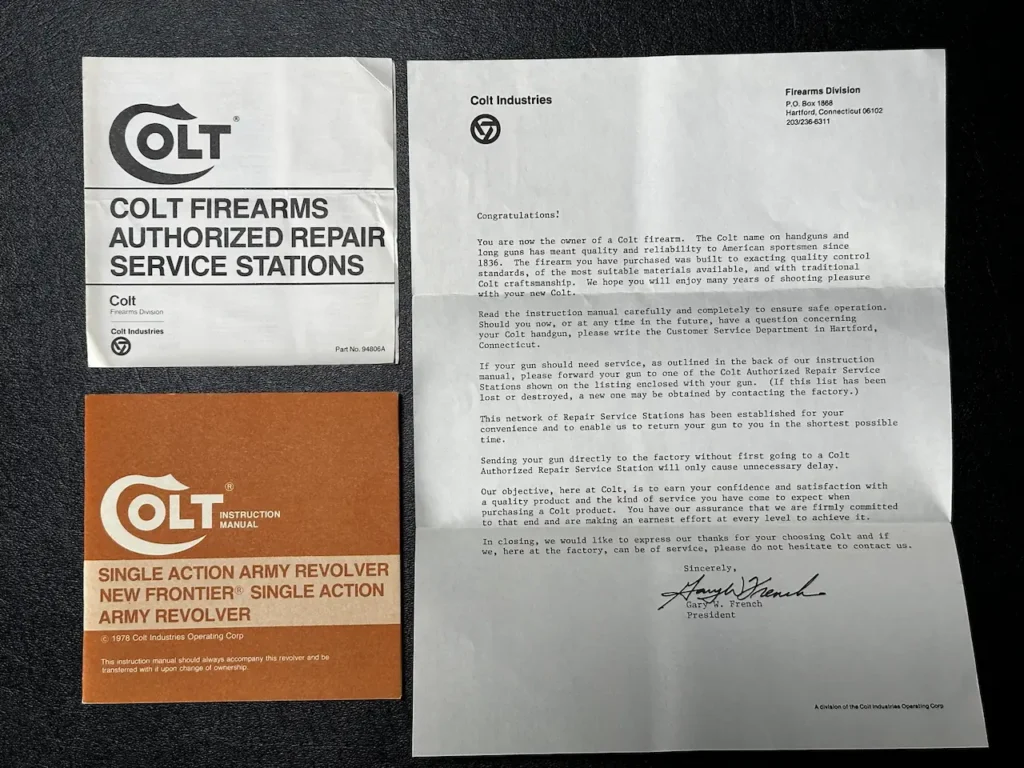 COLT®
COLT FIREARMS
AUTHORIZED REPAIR
SERVICE STATIONS
Colt
Firearms Division
Colt Industries
Part No. 94806A
COLT®
INSTRUCTION
MANUAL
SINGLE ACTION ARMY REVOLVER
NEW FRONTIER® SINGLE ACTION
ARMY REVOLVER
© 1978 Colt Industries Operating Corp
This instruction manual should always accompany this revolver and be
transferred with it upon change of ownership.
Colt Industries
Firearms Division
P.O. Box 1868
Hartford, Connecticut 06102
203/236-6311
Congratulations!
You are now the owner of a Colt firearm. The Colt name on handguns and
long guns has meant quality and reliability to American sportsmen since
1836. The firearm you have purchased was built to exacting quality control
standards, of the most suitable materials available, and with traditional
Colt craftsmanship. We hope you will enjoy many years of shooting pleasure
with your new Colt.
Read the instruction manual carefully and completely to ensure safe operation.
Should you now, or at any time in the future, have a question concerning
your Colt handgun, please write the Customer Service Department in Hartford,
Connecticut.
If your gun should need service, as outlined in the back of our instruction
manual, please forward your gun to one of the Colt Authorized Repair Service
Stations shown on the listing enclosed with your gun. (If this list has been
lost or destroyed, a new one may be obtained by contacting the factory.)
This network of Repair Service Stations has been established for your
convenience and to enable us to return your gun to you in the shortest possible
time.
Sending your gun directly to the factory without first going to a Colt
Authorized Repair Service Station will only cause unnecessary delay.
Our objective, here at Colt, is to earn your confidence and satisfaction with
a quality product and the kind of service you have come to expect when
purchasing a Colt product. You have our assurance that we are firmly committed
to that end and are making an earnest effort at every level to achieve it.
In closing, we would like to express our thanks for your choosing Colt and if
we, here at the factory, can be of service, please do not hesitate to contact us.
Sincerely,
Gary W. French
Gary W. French
President
A division of the Colt Industries Operating Corp